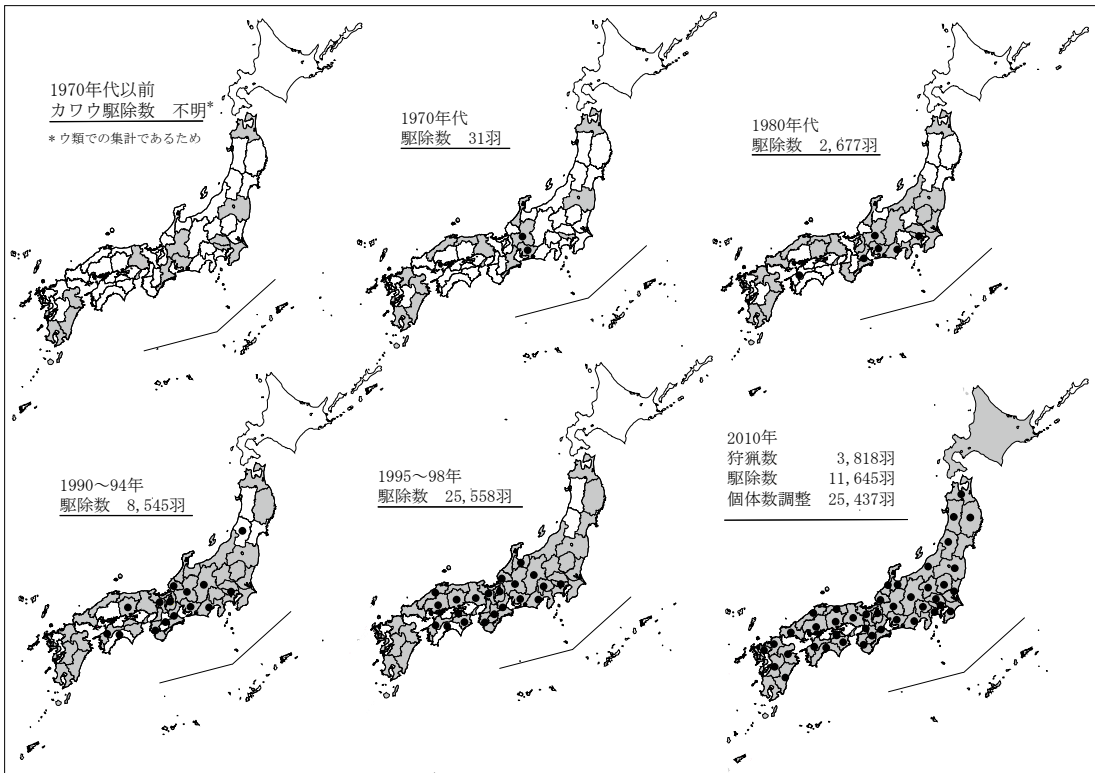 1970年代以前
カワウ駆除数 不明*
* ウ類での集計であるため
1970年代
駆除数 31羽
1980年代
駆除数 2,677羽
1990～94年
駆除数 8,545羽
1995～98年
駆除数 25,558羽
2010年
狩猟数 3,818羽
駆除数 11,645羽
個体数調整 25,437羽